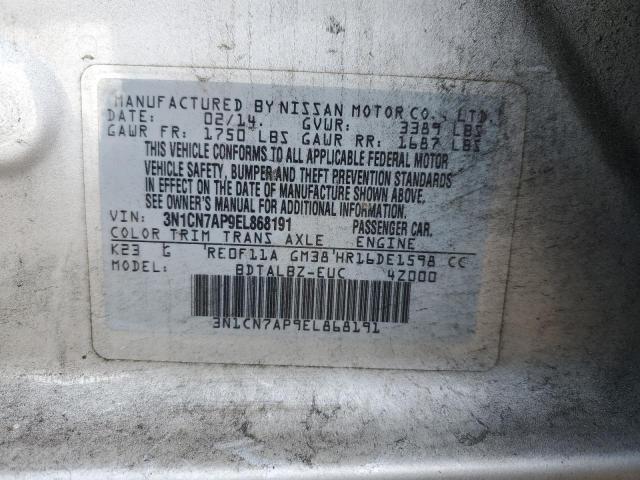 MANUFACTURED BY NISSAN MOTOR CO., LTD.
DATE: 02/14. GVWR: 3389 LBS
GAWR FR: 1750 LBS GAWR RR: 1687 LBS
THIS VEHICLE CONFORMS TO ALL APPLICABLE FEDERAL MOTOR
VEHICLE SAFETY, BUMPER, AND THEFT PREVENTION STANDARDS
IN EFFECT ON THE DATE OF MANUFACTURE SHOWN ABOVE.
SEE OWNER'S MANUAL FOR ADDITIONAL INFORMATION.
VIN: 3N1CN7AP9EL868191 PASSENGER CAR.
COLOR TRIM TRANS AXLE ENGINE
K23 G RE0F11A GM38 HR16DE1598 CC
MODEL: BDTALBZ-EUC 4Z000
3N1CN7AP9EL868191